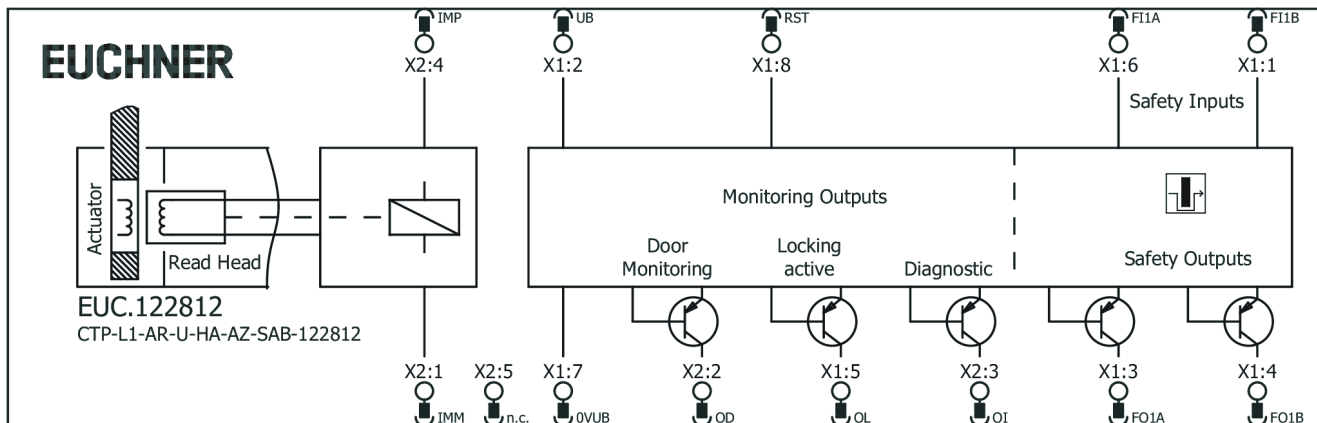 IMP UB RST FI1A FI1B
EUCHNER
X2:4 X1:2 X1:8 X1:6 X1:1
Safety Inputs
Actuator
Monitoring Outputs
Read Head
Door
Monitoring
Locking
active
Diagnostic
Safety Outputs
EUC.122812
CTP-L1-AR-U-HA-AZ-SAB-122812
X2:1 X2:5 X1:7 X2:2 X1:5 X2:3 X1:3 X1:4
IMM n.c. 0VUB OD OL OI FO1A FO1B